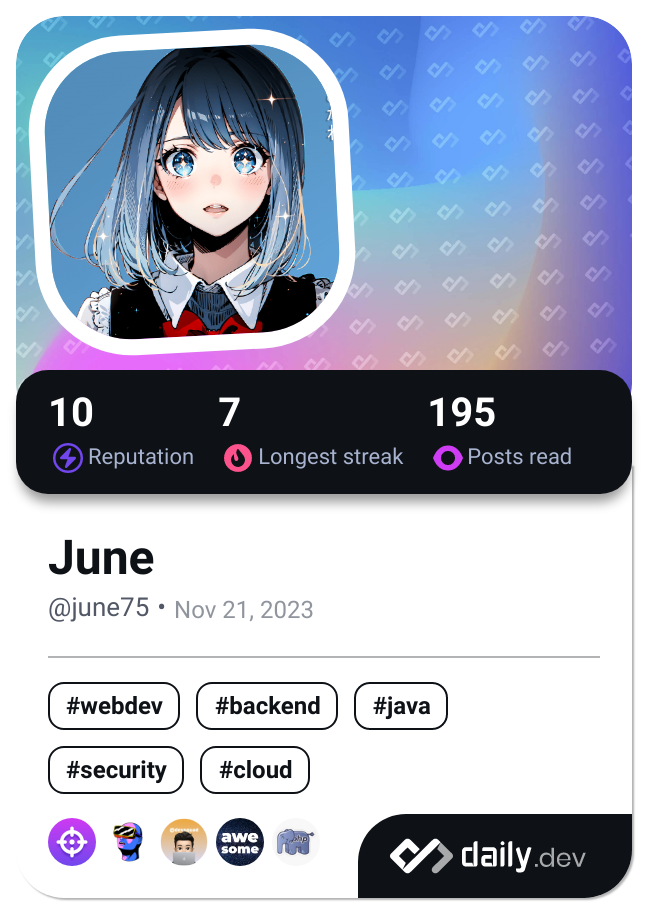 10 7 195
Reputation Longest streak Posts read
June
@june75 • Nov 21, 2023
#webdev #backend #java
#security #cloud
awe
some
php
daily.dev